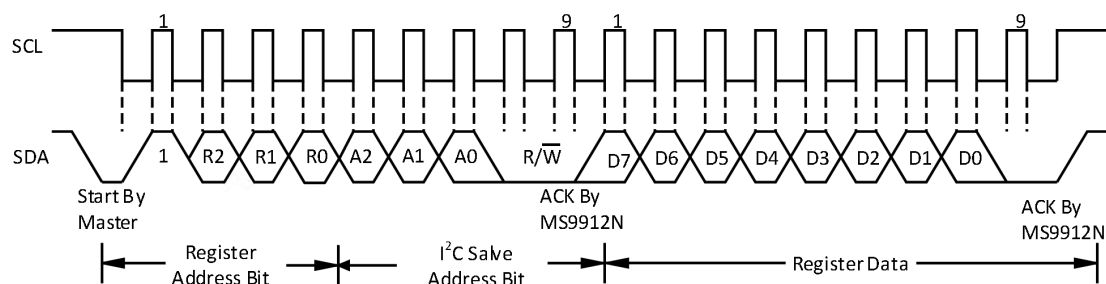 1 9 1 9
SCL
SDA 1 R2 R1 R0 A2 A1 A0 R/W̅ D7 D6 D5 D4 D3 D2 D1 D0
Start By
Master
ACK By
MS9912N
ACK By
MS9912N
Register
Address Bit
I²C Salve
Address Bit
Register Data